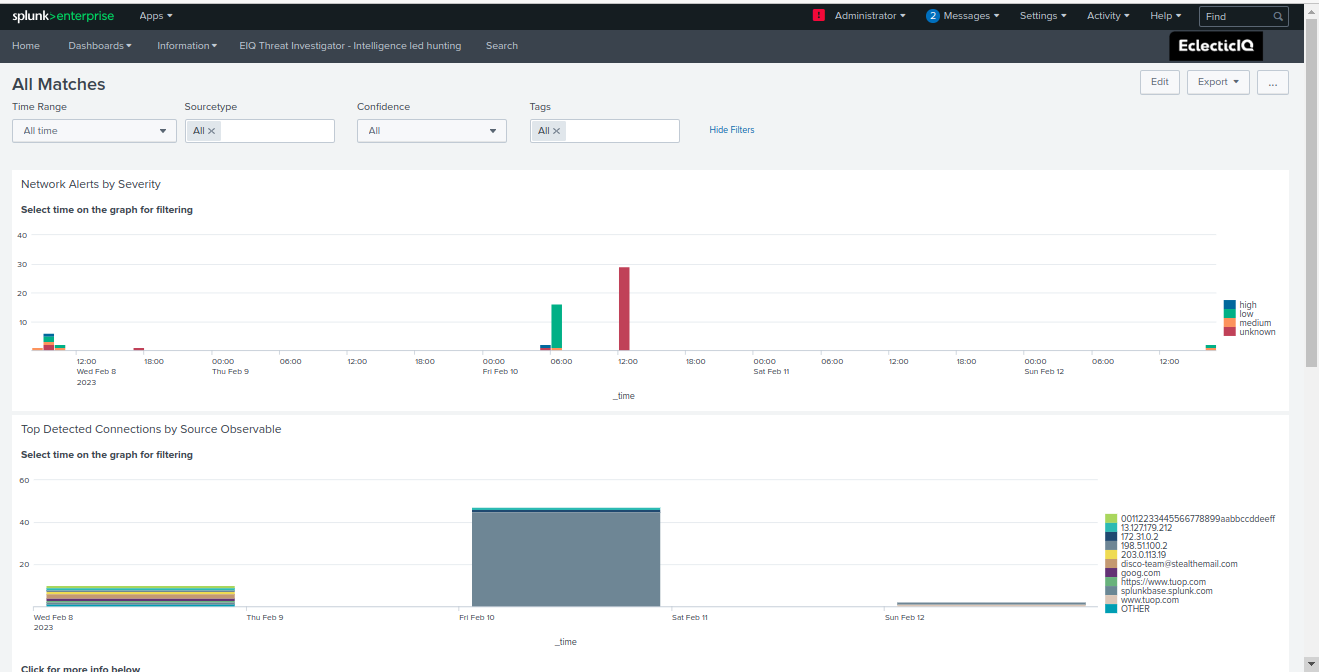 splunk>enterprise Apps ! Administrator 2 Messages Settings Activity Help Find
Home Dashboards Information EIQ Threat Investigator - Intelligence led hunting Search EclecticIQ
All Matches Edit Export ...
Time Range Sourcetype Confidence Tags
All time All × All All × Hide Filters
Network Alerts by Severity
Select time on the graph for filtering
40
30
20
10
high
low
medium
unknown
12:00 18:00 00:00 06:00 12:00 18:00 00:00 06:00 12:00 18:00 00:00 06:00 12:00 18:00 00:00 06:00 12:00
Wed Feb 8 Thu Feb 9 Fri Feb 10 Sat Feb 11 Sun Feb 12
2023
_time
Top Detected Connections by Source Observable
Select time on the graph for filtering
60
40
20
00112233445566778899aabbccddeeff
13.127.179.212
172.31.0.2
198.51.100.2
203.0.113.19
disco-team@stealthemail.com
goog.com
https://www.tuop.com
splunkbase.splunk.com
www.tuop.com
OTHER
Wed Feb 8 Thu Feb 9 Fri Feb 10 Sat Feb 11 Sun Feb 12
2023
_time
Click for more info below